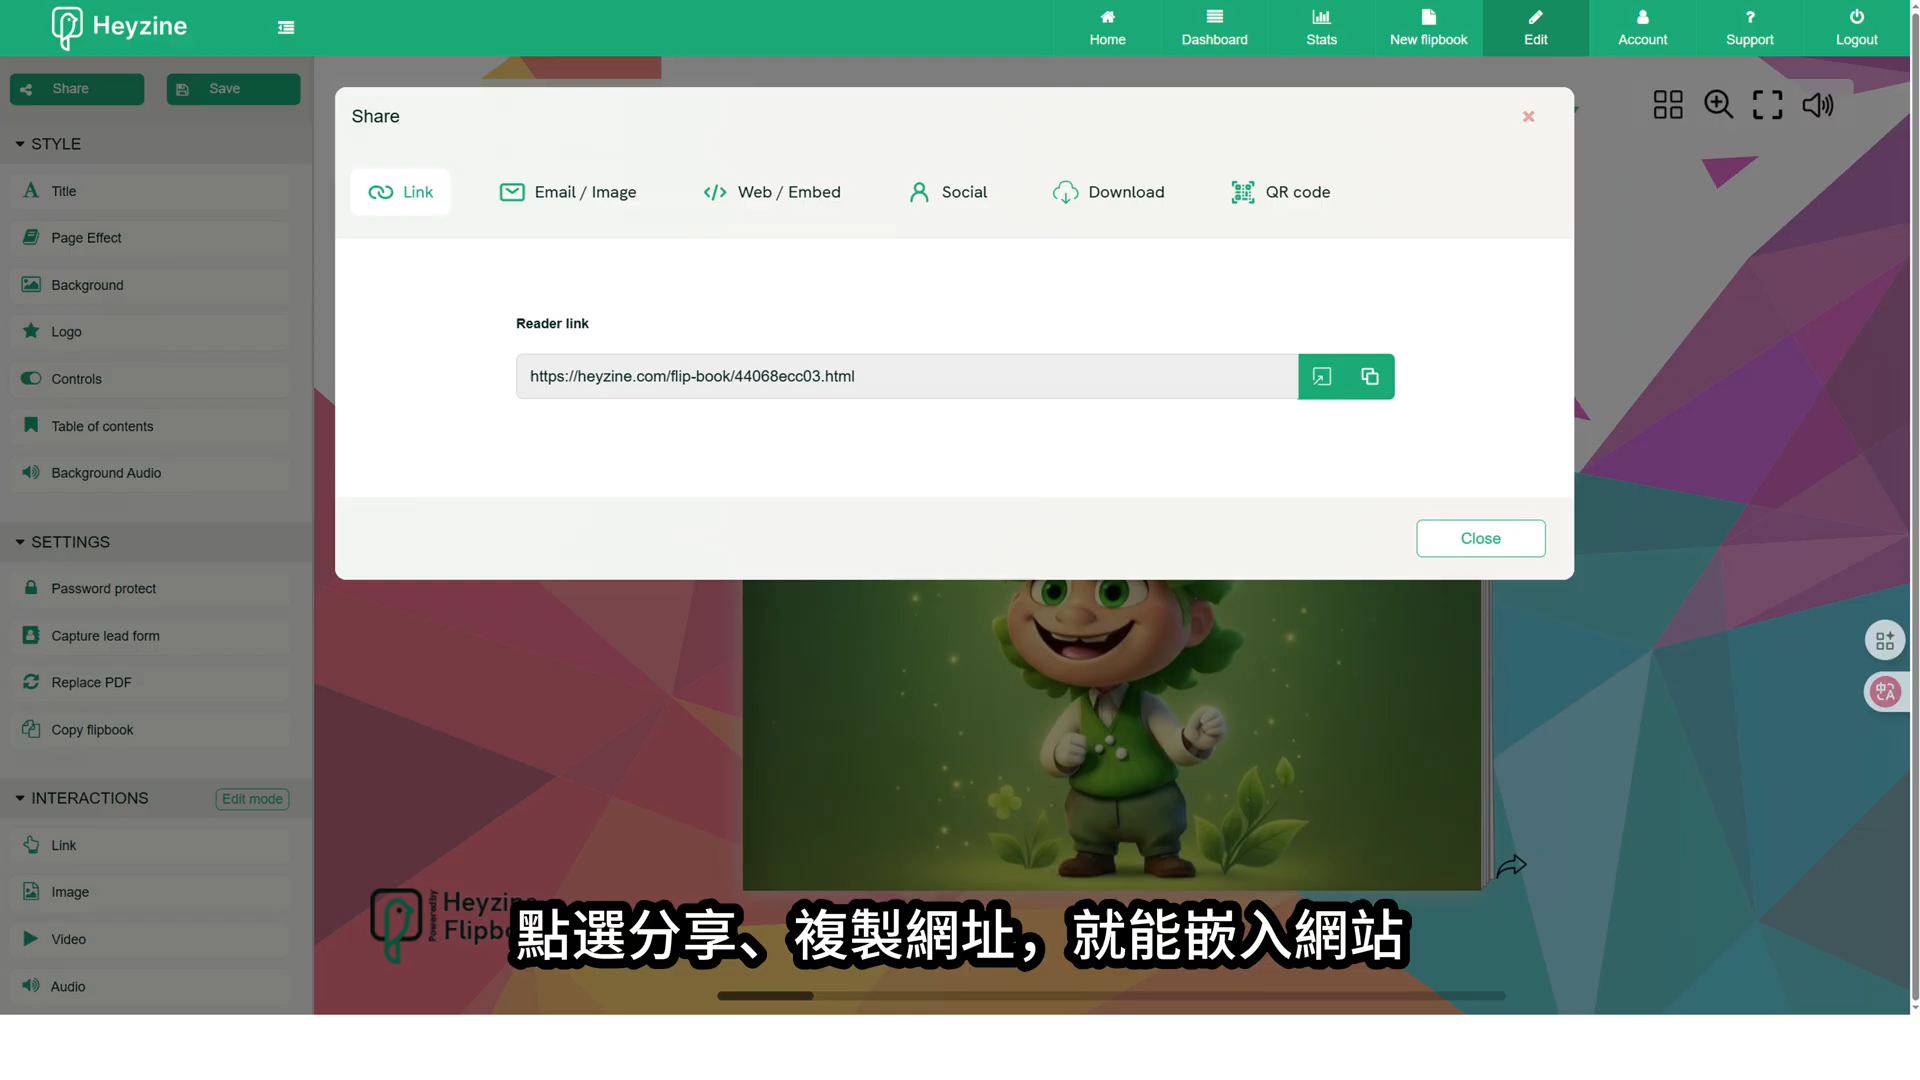 Heyzine
Home
Dashboard
Stats
New flipbook
Edit
Account
Support
Logout
Share
Save
STYLE
Title
Page Effect
Background
Logo
Controls
Table of contents
Background Audio
SETTINGS
Password protect
Capture lead form
Replace PDF
Copy flipbook
INTERACTIONS
Edit mode
Link
Image
Video
Audio
Share
Link
Email / Image
Web / Embed
Social
Download
QR code
Reader link
https://heyzine.com/flip-book/44068ecc03.html
Close
Powered by
點選分享、複製網址，就能嵌入網站